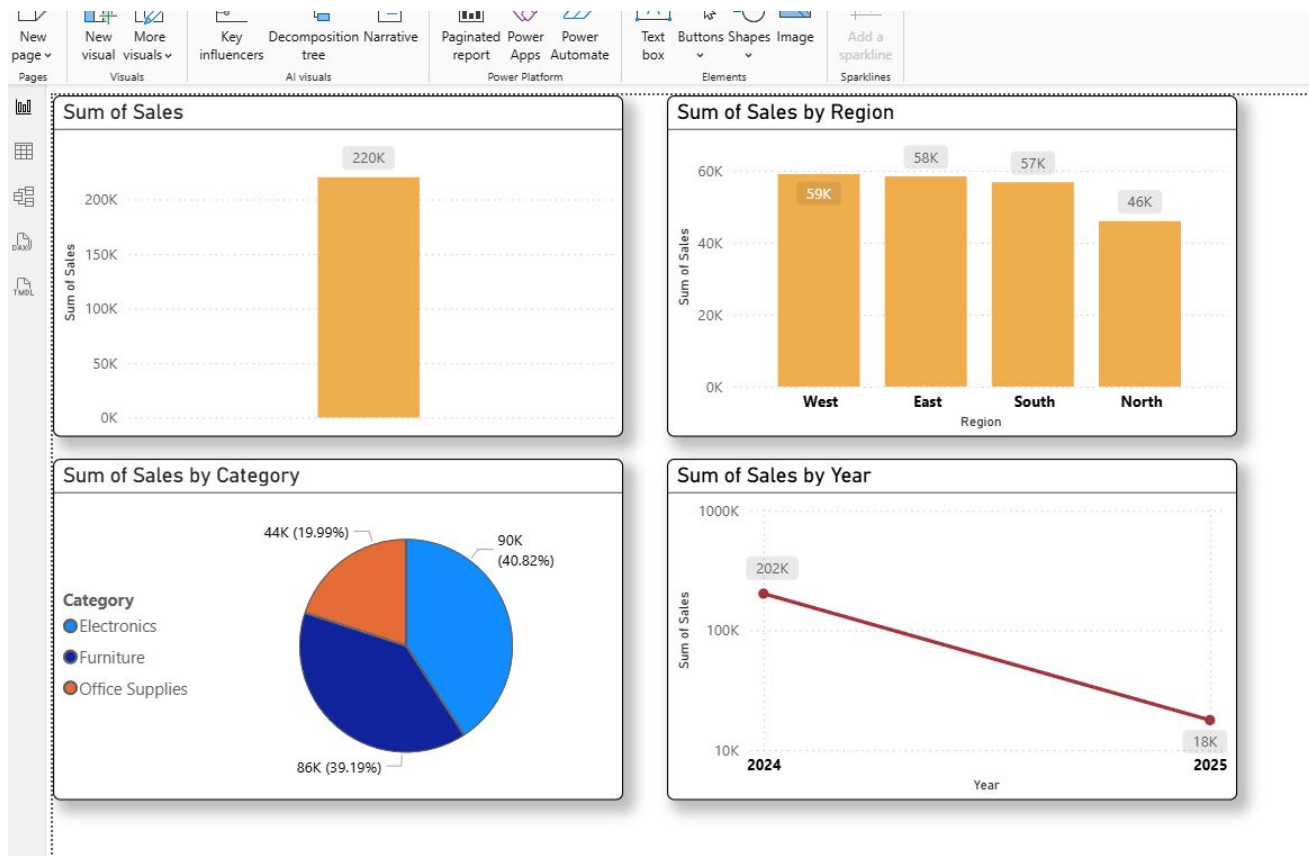 New page
New visual
More visuals
Key influencers
Decomposition tree
Narrative
Paginated report
Power Apps
Power Automate
Text box
Buttons
Shapes
Image
Add a sparkline
Pages
Visuals
AI visuals
Power Platform
Elements
Sparklines
DAX
TMDL
Sum of Sales
220K
200K
150K
100K
50K
0K
Sum of Sales
Sum of Sales by Region
60K
40K
20K
0K
Sum of Sales
59K
58K
57K
46K
West
East
South
North
Region
Sum of Sales by Category
44K (19.99%)
90K
(40.82%)
86K (39.19%)
Category
Electronics
Furniture
Office Supplies
Sum of Sales by Year
1000K
100K
10K
Sum of Sales
202K
18K
2024
2025
Year